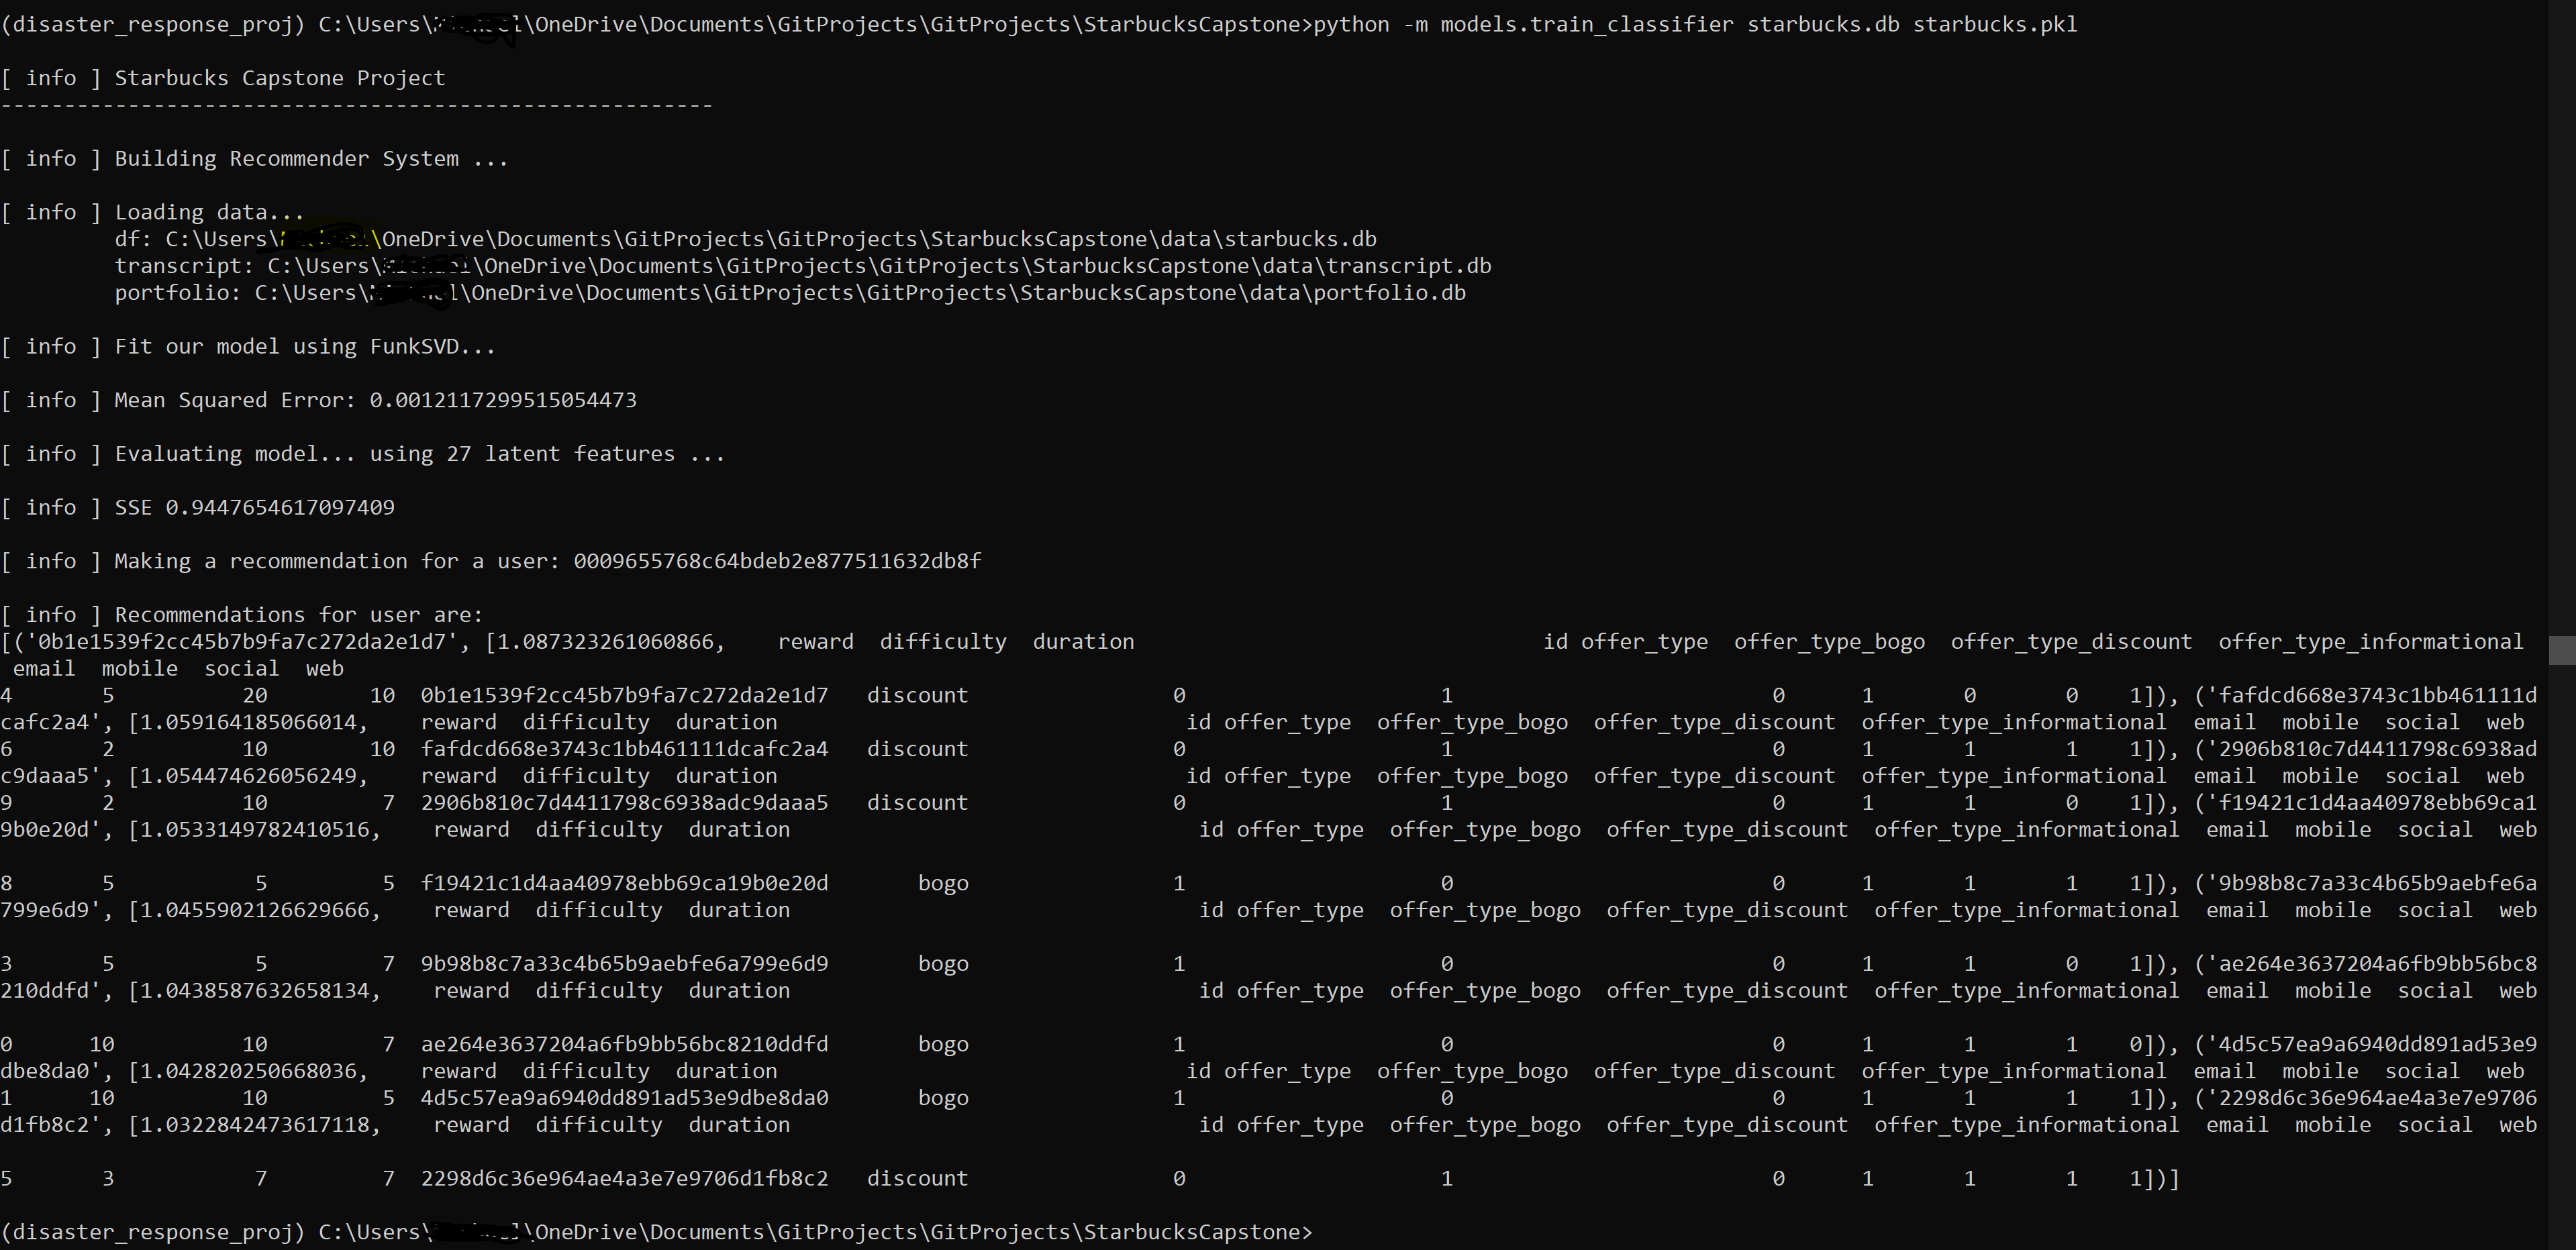 (disaster_response_proj) C:\Users\ \OneDrive\Documents\GitProjects\GitProjects\StarbucksCapstone>python -m models.train_classifier starbucks.db starbucks.pkl
[ info ] Starbucks Capstone Project
--------------------------------------------------------
[ info ] Building Recommender System ...
[ info ] Loading data...
df: C:\Users\ \OneDrive\Documents\GitProjects\GitProjects\StarbucksCapstone\data\starbucks.db
transcript: C:\Users\ \OneDrive\Documents\GitProjects\GitProjects\StarbucksCapstone\data\transcript.db
portfolio: C:\Users\ \OneDrive\Documents\GitProjects\GitProjects\StarbucksCapstone\data\portfolio.db
[ info ] Fit our model using FunkSVD...
[ info ] Mean Squared Error: 0.0012117299515054473
[ info ] Evaluating model... using 27 latent features ...
[ info ] SSE 0.9447654617097409
[ info ] Making a recommendation for a user: 0009655768c64bdeb2e877511632db8f
[ info ] Recommendations for user are:
[('0b1e1539f2cc45b7b9fa7c272da2e1d7', [1.087323261060866, reward difficulty duration id offer_type offer_type_bogo offer_type_discount offer_type_informational
email mobile social web
4 5 20 10 0b1e1539f2cc45b7b9fa7c272da2e1d7 discount 0 1 0 1 0 0 1]), ('fafdcd668e3743c1bb461111d
cafc2a4', [1.059164185066014, reward difficulty duration id offer_type offer_type_bogo offer_type_discount offer_type_informational email mobile social web
6 2 10 10 fafdcd668e3743c1bb461111dcafc2a4 discount 0 1 0 1 1 1 1]), ('2906b810c7d4411798c6938ad
c9daaa5', [1.054474626056249, reward difficulty duration id offer_type offer_type_bogo offer_type_discount offer_type_informational email mobile social web
9 2 10 7 2906b810c7d4411798c6938adc9daaa5 discount 0 1 0 1 1 0 1]), ('f19421c1d4aa40978ebb69ca1
9b0e20d', [1.0533149782410516, reward difficulty duration id offer_type offer_type_bogo offer_type_discount offer_type_informational email mobile social web
8 5 5 5 f19421c1d4aa40978ebb69ca19b0e20d bogo 1 0 0 1 1 1 1]), ('9b98b8c7a33c4b65b9aebfe6a
799e6d9', [1.0455902126629666, reward difficulty duration id offer_type offer_type_bogo offer_type_discount offer_type_informational email mobile social web
3 5 5 7 9b98b8c7a33c4b65b9aebfe6a799e6d9 bogo 1 0 0 1 1 0 1]), ('ae264e3637204a6fb9bb56bc8
210ddfd', [1.0438587632658134, reward difficulty duration id offer_type offer_type_bogo offer_type_discount offer_type_informational email mobile social web
0 10 10 7 ae264e3637204a6fb9bb56bc8210ddfd bogo 1 0 0 1 1 1 0]), ('4d5c57ea9a6940dd891ad53e9
dbe8da0', [1.042820250668036, reward difficulty duration id offer_type offer_type_bogo offer_type_discount offer_type_informational email mobile social web
1 10 10 5 4d5c57ea9a6940dd891ad53e9dbe8da0 bogo 1 0 0 1 1 1 1]), ('2298d6c36e964ae4a3e7e9706
d1fb8c2', [1.0322842473617118, reward difficulty duration id offer_type offer_type_bogo offer_type_discount offer_type_informational email mobile social web
5 3 7 7 2298d6c36e964ae4a3e7e9706d1fb8c2 discount 0 1 0 1 1 1 1])]
(disaster_response_proj) C:\Users\ \OneDrive\Documents\GitProjects\GitProjects\StarbucksCapstone>